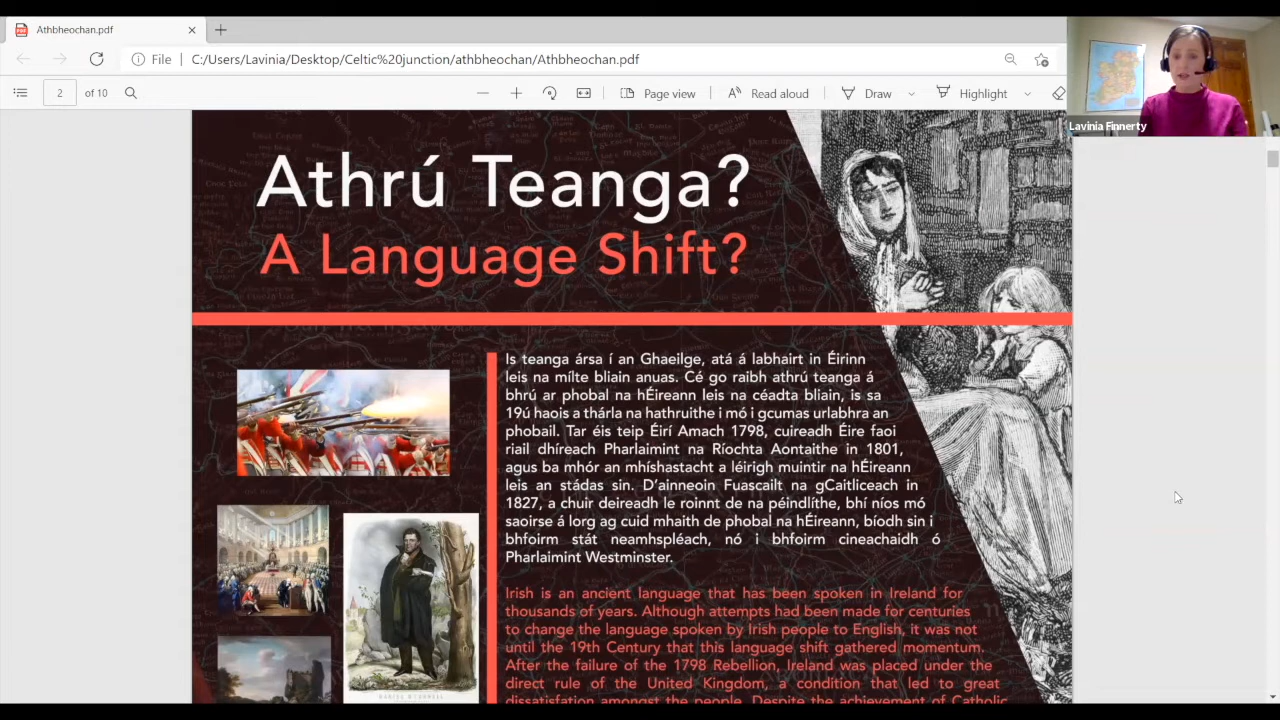 Athbheochan.pdf
File
C:/Users/Lavinia/Desktop/Celtic%20junction/athbheochan/Athbheochan.pdf
2 of 10
Page view
Read aloud
Draw
Highlight
Lavinia Finnerty
Athrú Teanga?
A Language Shift?
Is teanga ársa í an Ghaeilge, atá á labhairt in Éirinn
leis na mílte bliain anuas. Cé go raibh athrú teanga á
bhrú ar phobal na hÉireann leis na céadta bliain, is sa
19ú haois a thárla na hathruithe i mó i gcumas urlabhra an
phobail. Tar éis teip Éirí Amach 1798, cuireadh Éire faoi
riail dhíreach Pharlaimint na Ríochta Aontaithe in 1801,
agus ba mhór an mhíshastacht a léirigh muintir na hÉireann
leis an stádas sin. D'ainneoin Fuascailt na gCaitliceach in
1827, a chuir deireadh le roinnt de na péindlíthe, bhí níos mó
saoirse á lorg ag cuid mhaith de phobal na hÉireann, bíodh sin i
bhfoirm stát neamhspléach, nó i bhfoirm cineachaidh ó
Pharlaimint Westminster.
Irish is an ancient language that has been spoken in Ireland for
thousands of years. Although attempts had been made for centuries
to change the language spoken by Irish people to English, it was not
until the 19th Century that this language shift gathered momentum.
After the failure of the 1798 Rebellion, Ireland was placed under the
direct rule of the United Kingdom, a condition that led to great
dissatisfaction amongst the people. Despite the achievement of Catholic